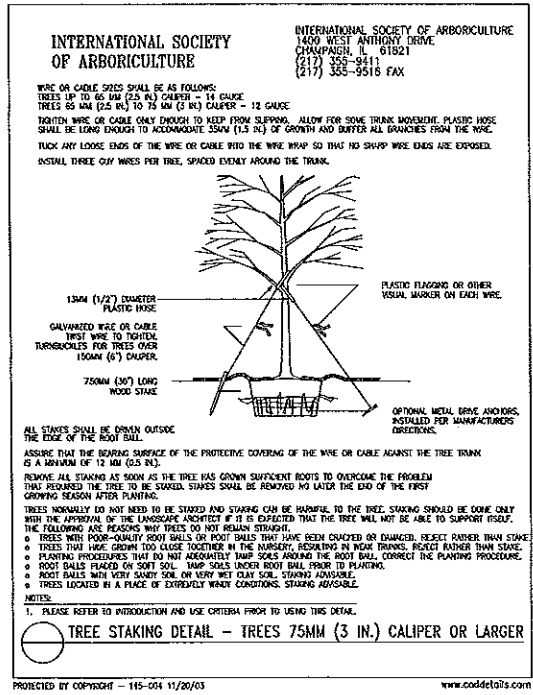 INTERNATIONAL SOCIETY
OF ARBORICULTURE
INTERNATIONAL SOCIETY OF ARBORICULTURE
1400 WEST ANTHONY DRIVE
CHAMPAIGN, IL 61821
(217) 355-9411
(217) 355-9516 FAX
WIRE OR CABLE SIZES SHALL BE AS FOLLOWS:
TREES UP TO 65 MM (2.5 IN.) CALIPER - 14 GAUGE
TREES 65 MM (2.5 IN.) TO 75 MM (3 IN.) CALIPER - 12 GAUGE
TIGHTEN WIRE OR CABLE ONLY ENOUGH TO KEEP FROM SLIPPING. ALLOW FOR SOME TRUNK MOVEMENT. PLASTIC HOSE
SHALL BE LONG ENOUGH TO ACCOMMODATE 35MM (1.5 IN.) OF GROWTH AND BUFFER ALL BRANCHES FROM THE WIRE.
TUCK ANY LOOSE ENDS OF THE WIRE OR CABLE INTO THE WIRE WRAP SO THAT NO SHARP WIRE ENDS ARE EXPOSED.
INSTALL THREE GUY WIRES PER TREE, SPACED EVENLY AROUND THE TRUNK.
13MM (1/2") DIAMETER
PLASTIC HOSE
PLASTIC FLAGGING OR OTHER
VISUAL MARKER ON EACH WIRE.
GALVANIZED WIRE OR CABLE
TWIST WIRE TO TIGHTEN.
TURNBUCKLES FOR TREES OVER
150MM (6") CALIPER.
750MM (30") LONG
WOOD STAKE
OPTIONAL METAL DRIVE ANCHORS,
INSTALLED PER MANUFACTURERS
DIRECTIONS.
ALL STAKES SHALL BE DRIVEN OUTSIDE
THE EDGE OF THE ROOT BALL.
ASSURE THAT THE BEARING SURFACE OF THE PROTECTIVE COVERING OF THE WIRE OR CABLE AGAINST THE TREE TRUNK
IS A MINIMUM OF 12 MM (0.5 IN.).
REMOVE ALL STAKING AS SOON AS THE TREE HAS GROWN SUFFICIENT ROOTS TO OVERCOME THE PROBLEM
THAT REQUIRED THE TREE TO BE STAKED. STAKES SHALL BE REMOVED NO LATER THE END OF THE FIRST
GROWING SEASON AFTER PLANTING.
TREES NORMALLY DO NOT NEED TO BE STAKED AND STAKING CAN BE HARMFUL TO THE TREE. STAKING SHOULD BE DONE ONLY
WITH THE APPROVAL OF THE LANDSCAPE ARCHITECT IF IT IS EXPECTED THAT THE TREE WILL NOT BE ABLE TO SUPPORT ITSELF.
THE FOLLOWING ARE REASONS WHY TREES DO NOT REMAIN STRAIGHT.
o TREES WITH POOR-QUALITY ROOT BALLS OR ROOT BALLS THAT HAVE BEEN CRACKED OR DAMAGED. REJECT RATHER THAN STAKE.
o TREES THAT HAVE GROWN TOO CLOSE TOGETHER IN THE NURSERY, RESULTING IN WEAK TRUNKS. REJECT RATHER THAN STAKE.
o PLANTING PROCEDURES THAT DO NOT ADEQUATELY TAMP SOILS AROUND THE ROOT BALL. CORRECT THE PLANTING PROCEDURE.
o ROOT BALLS PLACED ON SOFT SOIL. TAMP SOILS UNDER ROOT BALL PRIOR TO PLANTING.
o ROOT BALLS WITH VERY SANDY SOIL OR VERY WET CLAY SOIL. STAKING ADVISABLE.
o TREES LOCATED IN A PLACE OF EXTREMELY WINDY CONDITIONS. STAKING ADVISABLE.
NOTES:
1. PLEASE REFER TO INTRODUCTION AND USE CRITERIA PRIOR TO USING THIS DETAIL.
TREE STAKING DETAIL - TREES 75MM (3 IN.) CALIPER OR LARGER
PROTECTED BY COPYRIGHT - 145-004 11/20/03
www.caddetails.com